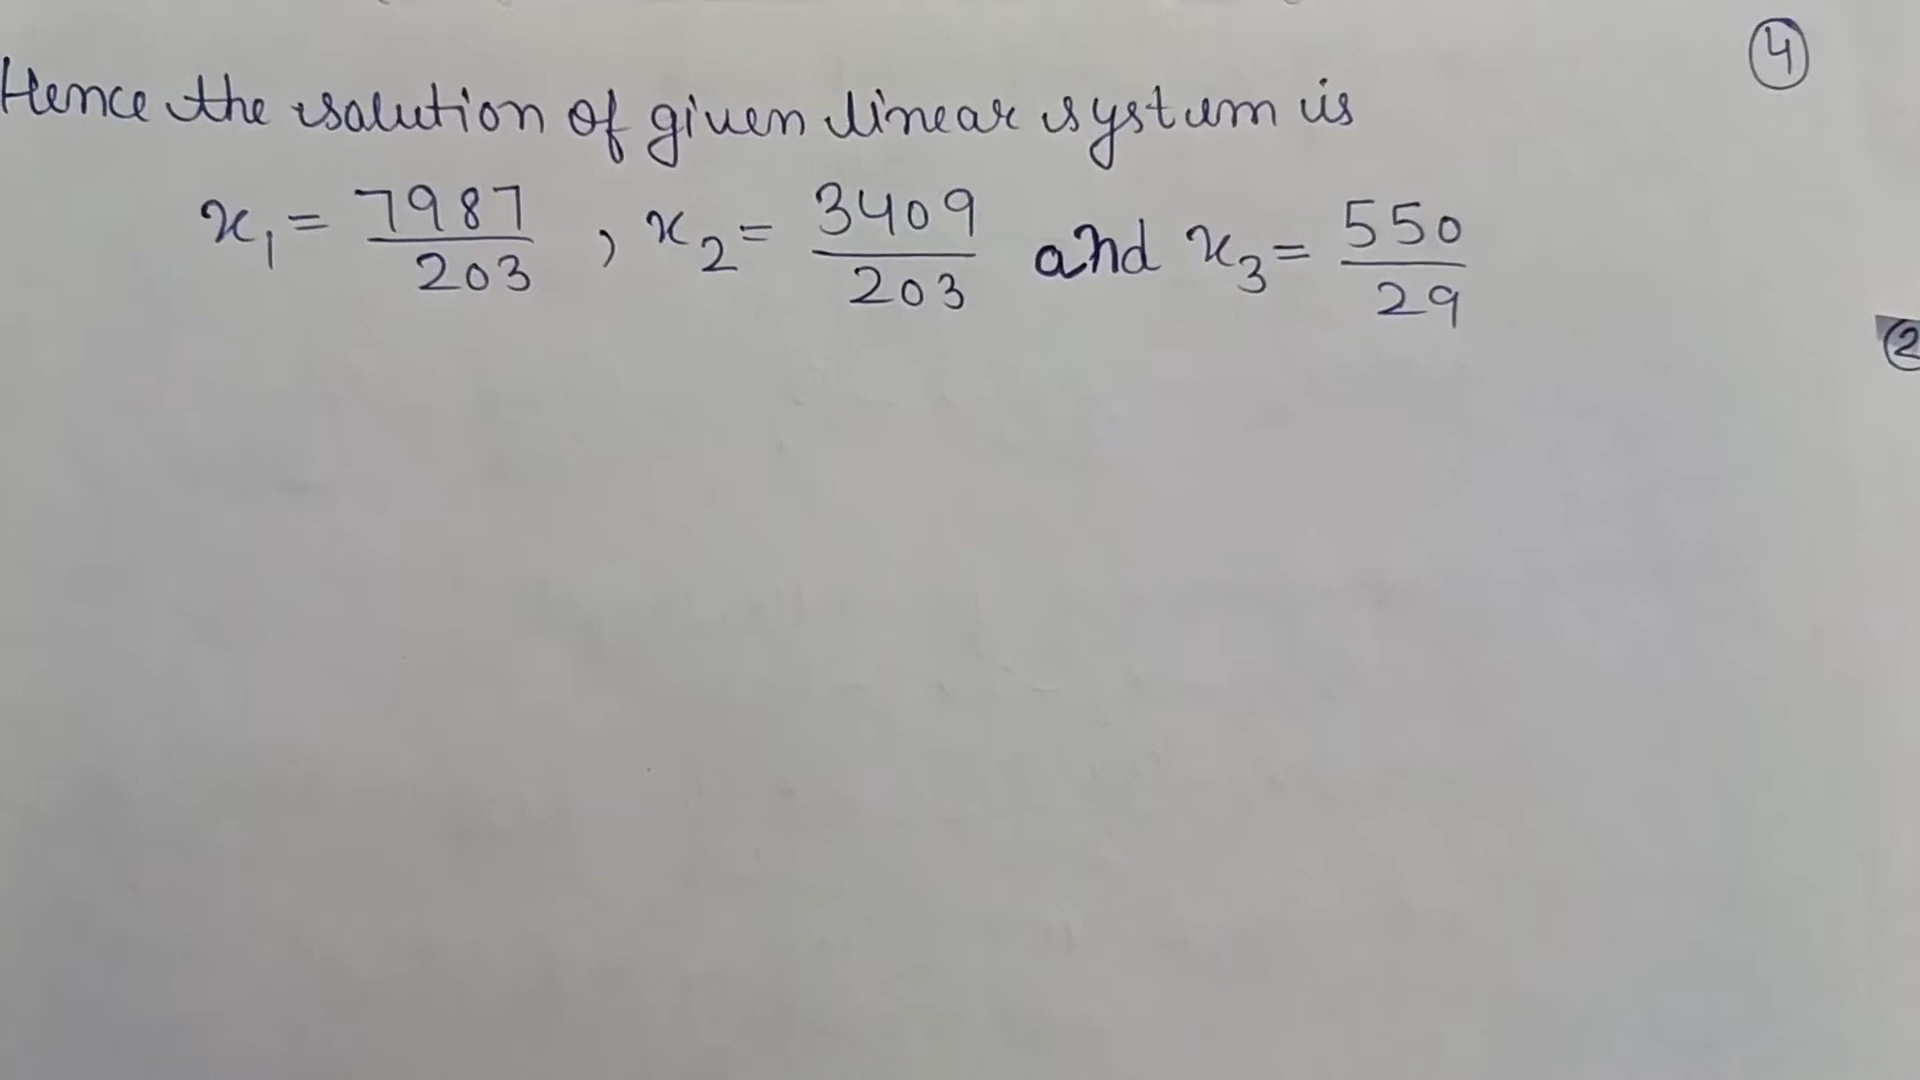 4
Hence the solution of given linear system is
x₁ = 7987/203 , x₂ = 3409/203 and x₃ = 550/29
2